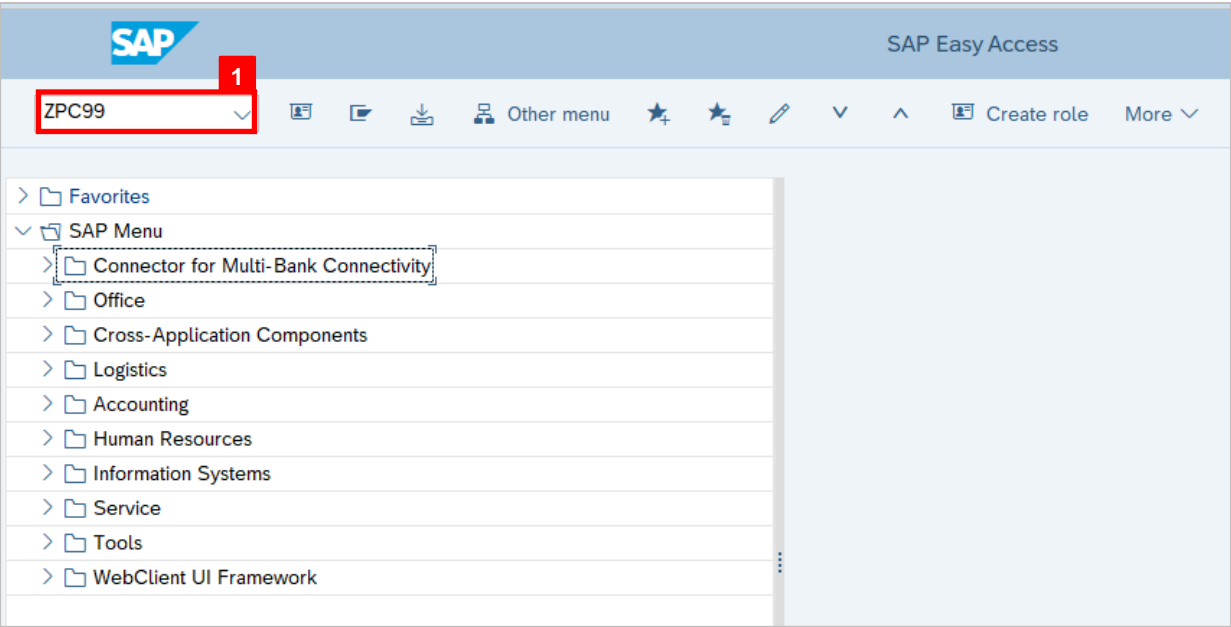 SAP
SAP Easy Access
1
ZPC99
Other menu
Create role
More
Favorites
SAP Menu
Connector for Multi-Bank Connectivity
Office
Cross-Application Components
Logistics
Accounting
Human Resources
Information Systems
Service
Tools
WebClient UI Framework